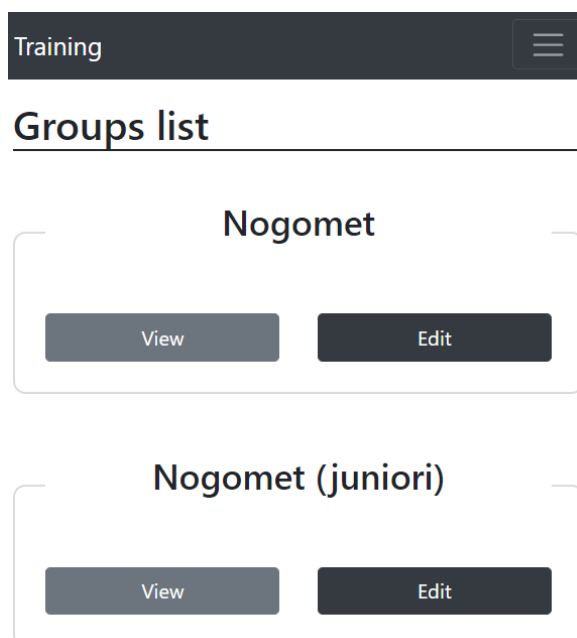 Training
Groups list
Nogomet
View Edit
Nogomet (juniori)
View Edit